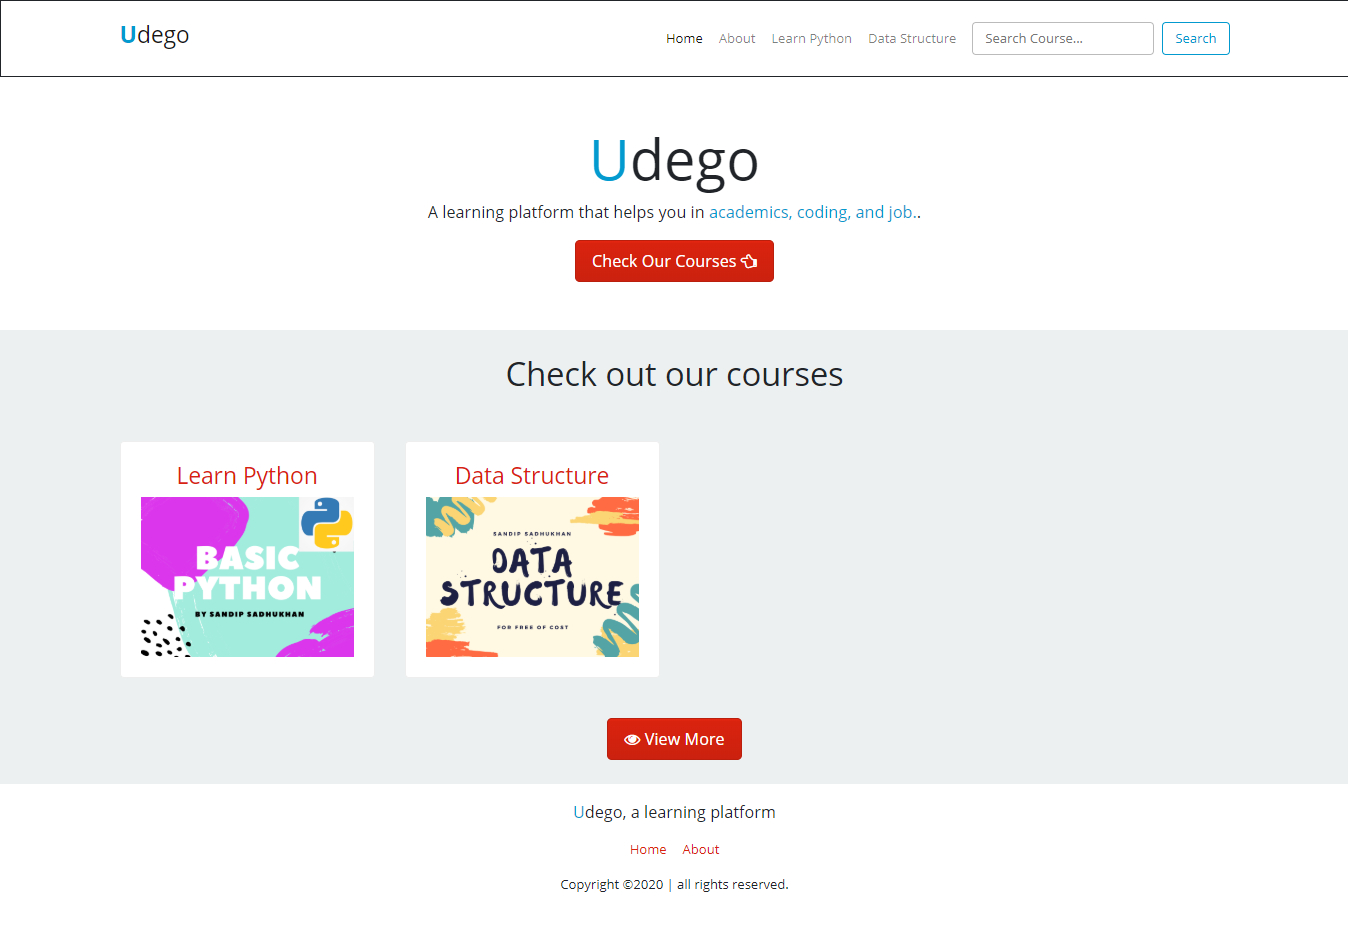 Udego
Home About Learn Python Data Structure Search Course... Search
Udego
A learning platform that helps you in academics, coding, and job..
Check Our Courses
Check out our courses
Learn Python
BASIC
PYTHON
BY SANDIP SADHUKHAN
Data Structure
SANDIP SADHUKHAN
DATA
STRUCTURE
FOR FREE OF COST
View More
Udego, a learning platform
Home About
Copyright ©2020 | all rights reserved.